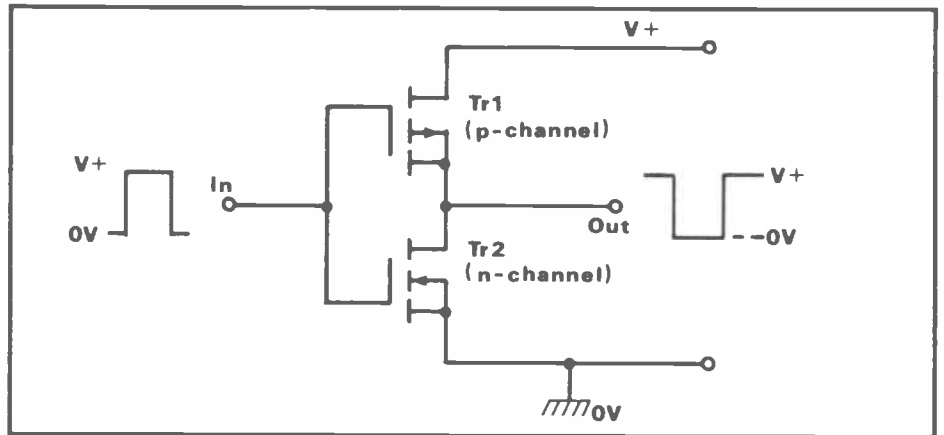 V+
Tr1
(p-channel)
V+
In
V+
0V
Out
--0V
Tr2
(n-channel)
0V